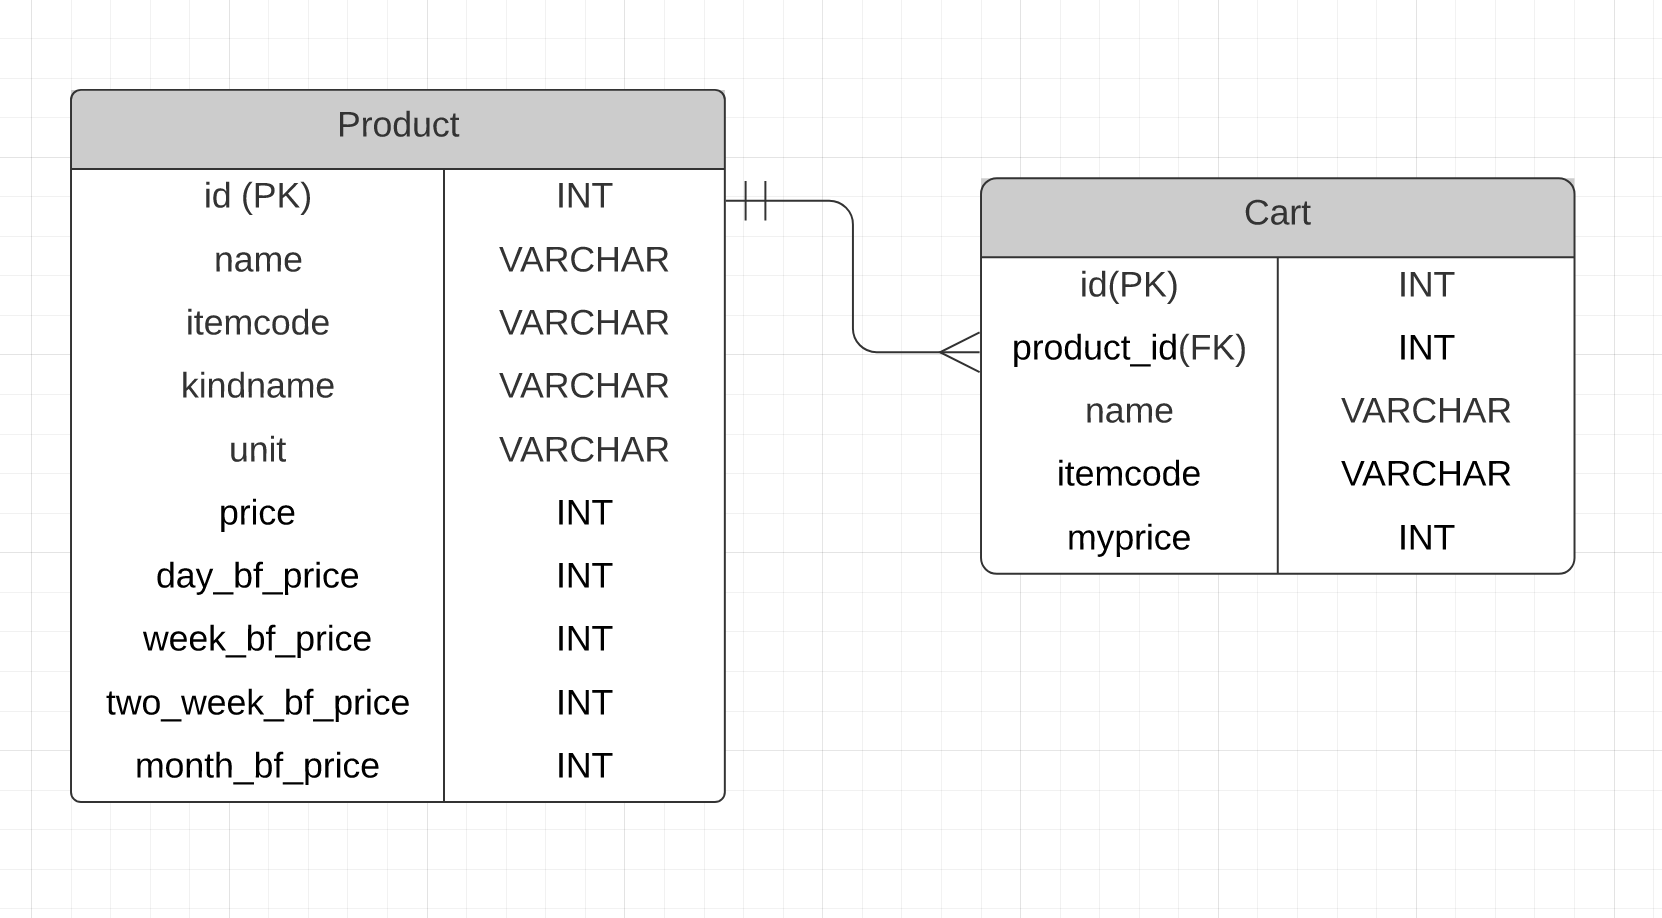 Product
id (PK) INT
name VARCHAR
itemcode VARCHAR
kindname VARCHAR
unit VARCHAR
price INT
day_bf_price INT
week_bf_price INT
two_week_bf_price INT
month_bf_price INT
Cart
id(PK) INT
product_id(FK) INT
name VARCHAR
itemcode VARCHAR
myprice INT